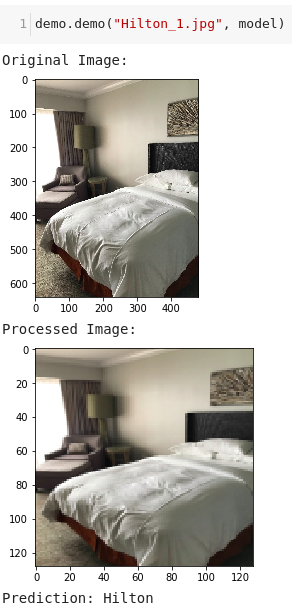 1 demo.demo("Hilton_1.jpg", model)
Original Image:
0
100
200
300
400
500
600
0 100 200 300 400
Processed Image:
0
20
40
60
80
100
120
0 20 40 60 80 100 120
Prediction: Hilton